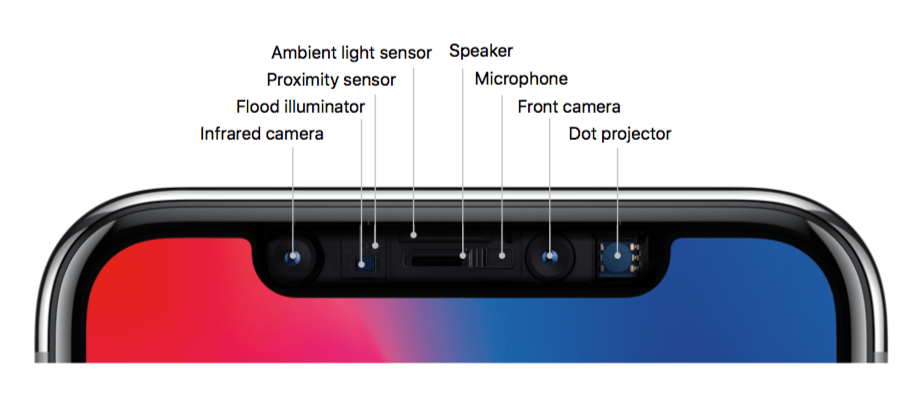 Ambient light sensor
Speaker
Proximity sensor
Microphone
Flood illuminator
Front camera
Infrared camera
Dot projector